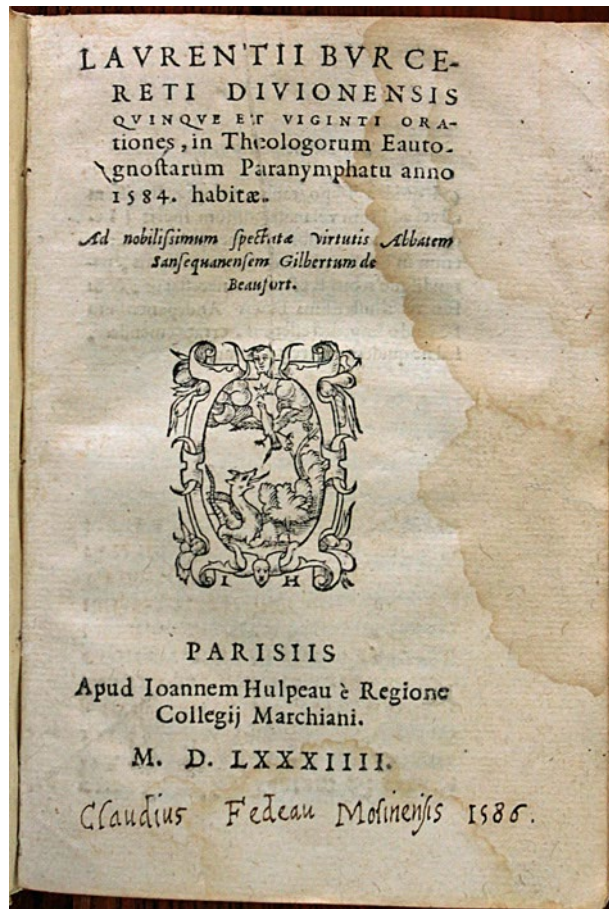 LAVRENTII BVRCE-
RETI DIVIONENSIS
QVINQVE ET VIGINTI ORA-
tiones, in Theologorum Eauto-
gnostarum Paranymphatu anno
1584. habitæ.
Ad nobilissimum spectatæ virtutis Abbatem
Sansequanensem Gilbertum de
Beaufort.
I H
PARISIIS
Apud Ioannem Hulpeau è Regione
Collegij Marchiani.
M. D. LXXXIIII.
Claudius Fedeau Molinensis 1586.